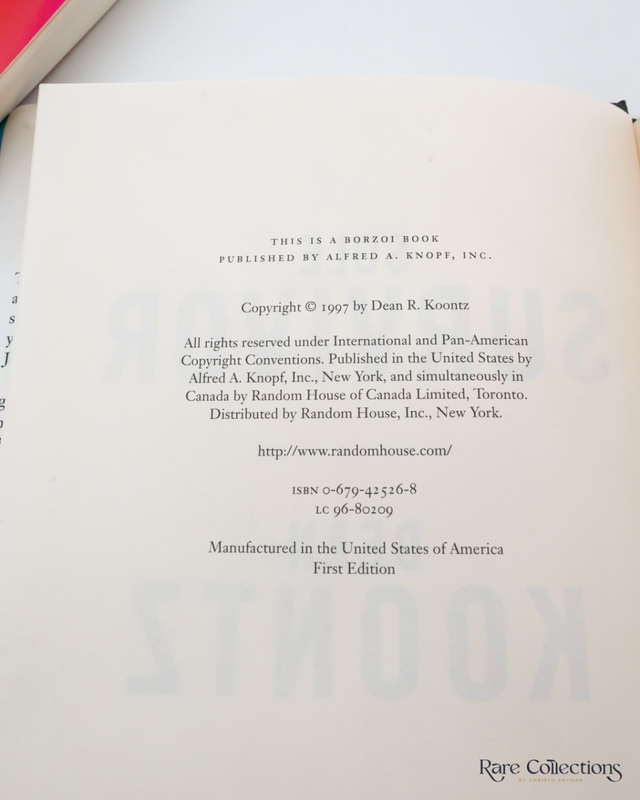 THIS IS A BORZOI BOOK
PUBLISHED BY ALFRED A. KNOPF, INC.
Copyright © 1997 by Dean R. Koontz
All rights reserved under International and Pan-American
Copyright Conventions. Published in the United States by
Alfred A. Knopf, Inc., New York, and simultaneously in
Canada by Random House of Canada Limited, Toronto.
Distributed by Random House, Inc., New York.
http://www.randomhouse.com/
ISBN 0-679-42526-8
LC 96-80209
Manufactured in the United States of America
First Edition
SURVIVOR
DEAN
KOONTZ
Rare Collections